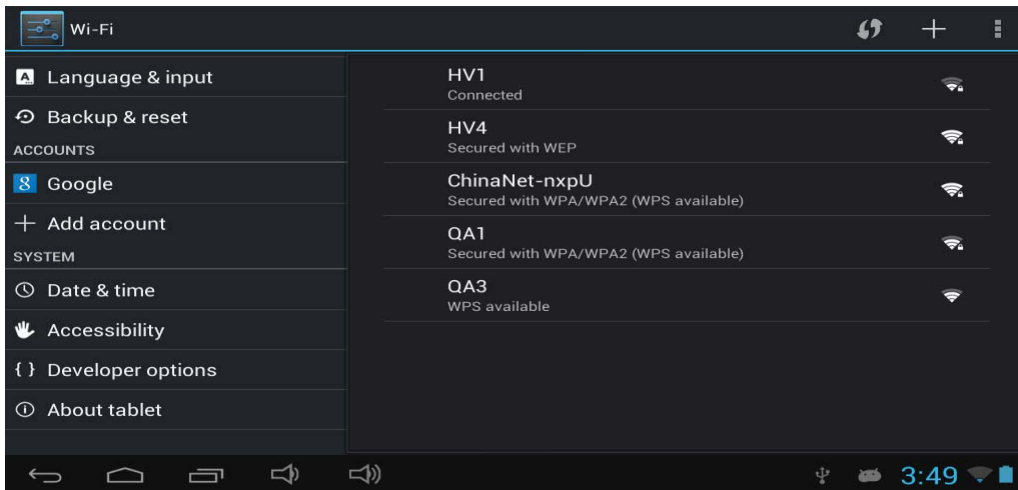 Wi-Fi
Language & input
Backup & reset
ACCOUNTS
Google
Add account
SYSTEM
Date & time
Accessibility
{ } Developer options
About tablet
HV1
Connected
HV4
Secured with WEP
ChinaNet-nxpU
Secured with WPA/WPA2 (WPS available)
QA1
Secured with WPA/WPA2 (WPS available)
QA3
WPS available
3:49